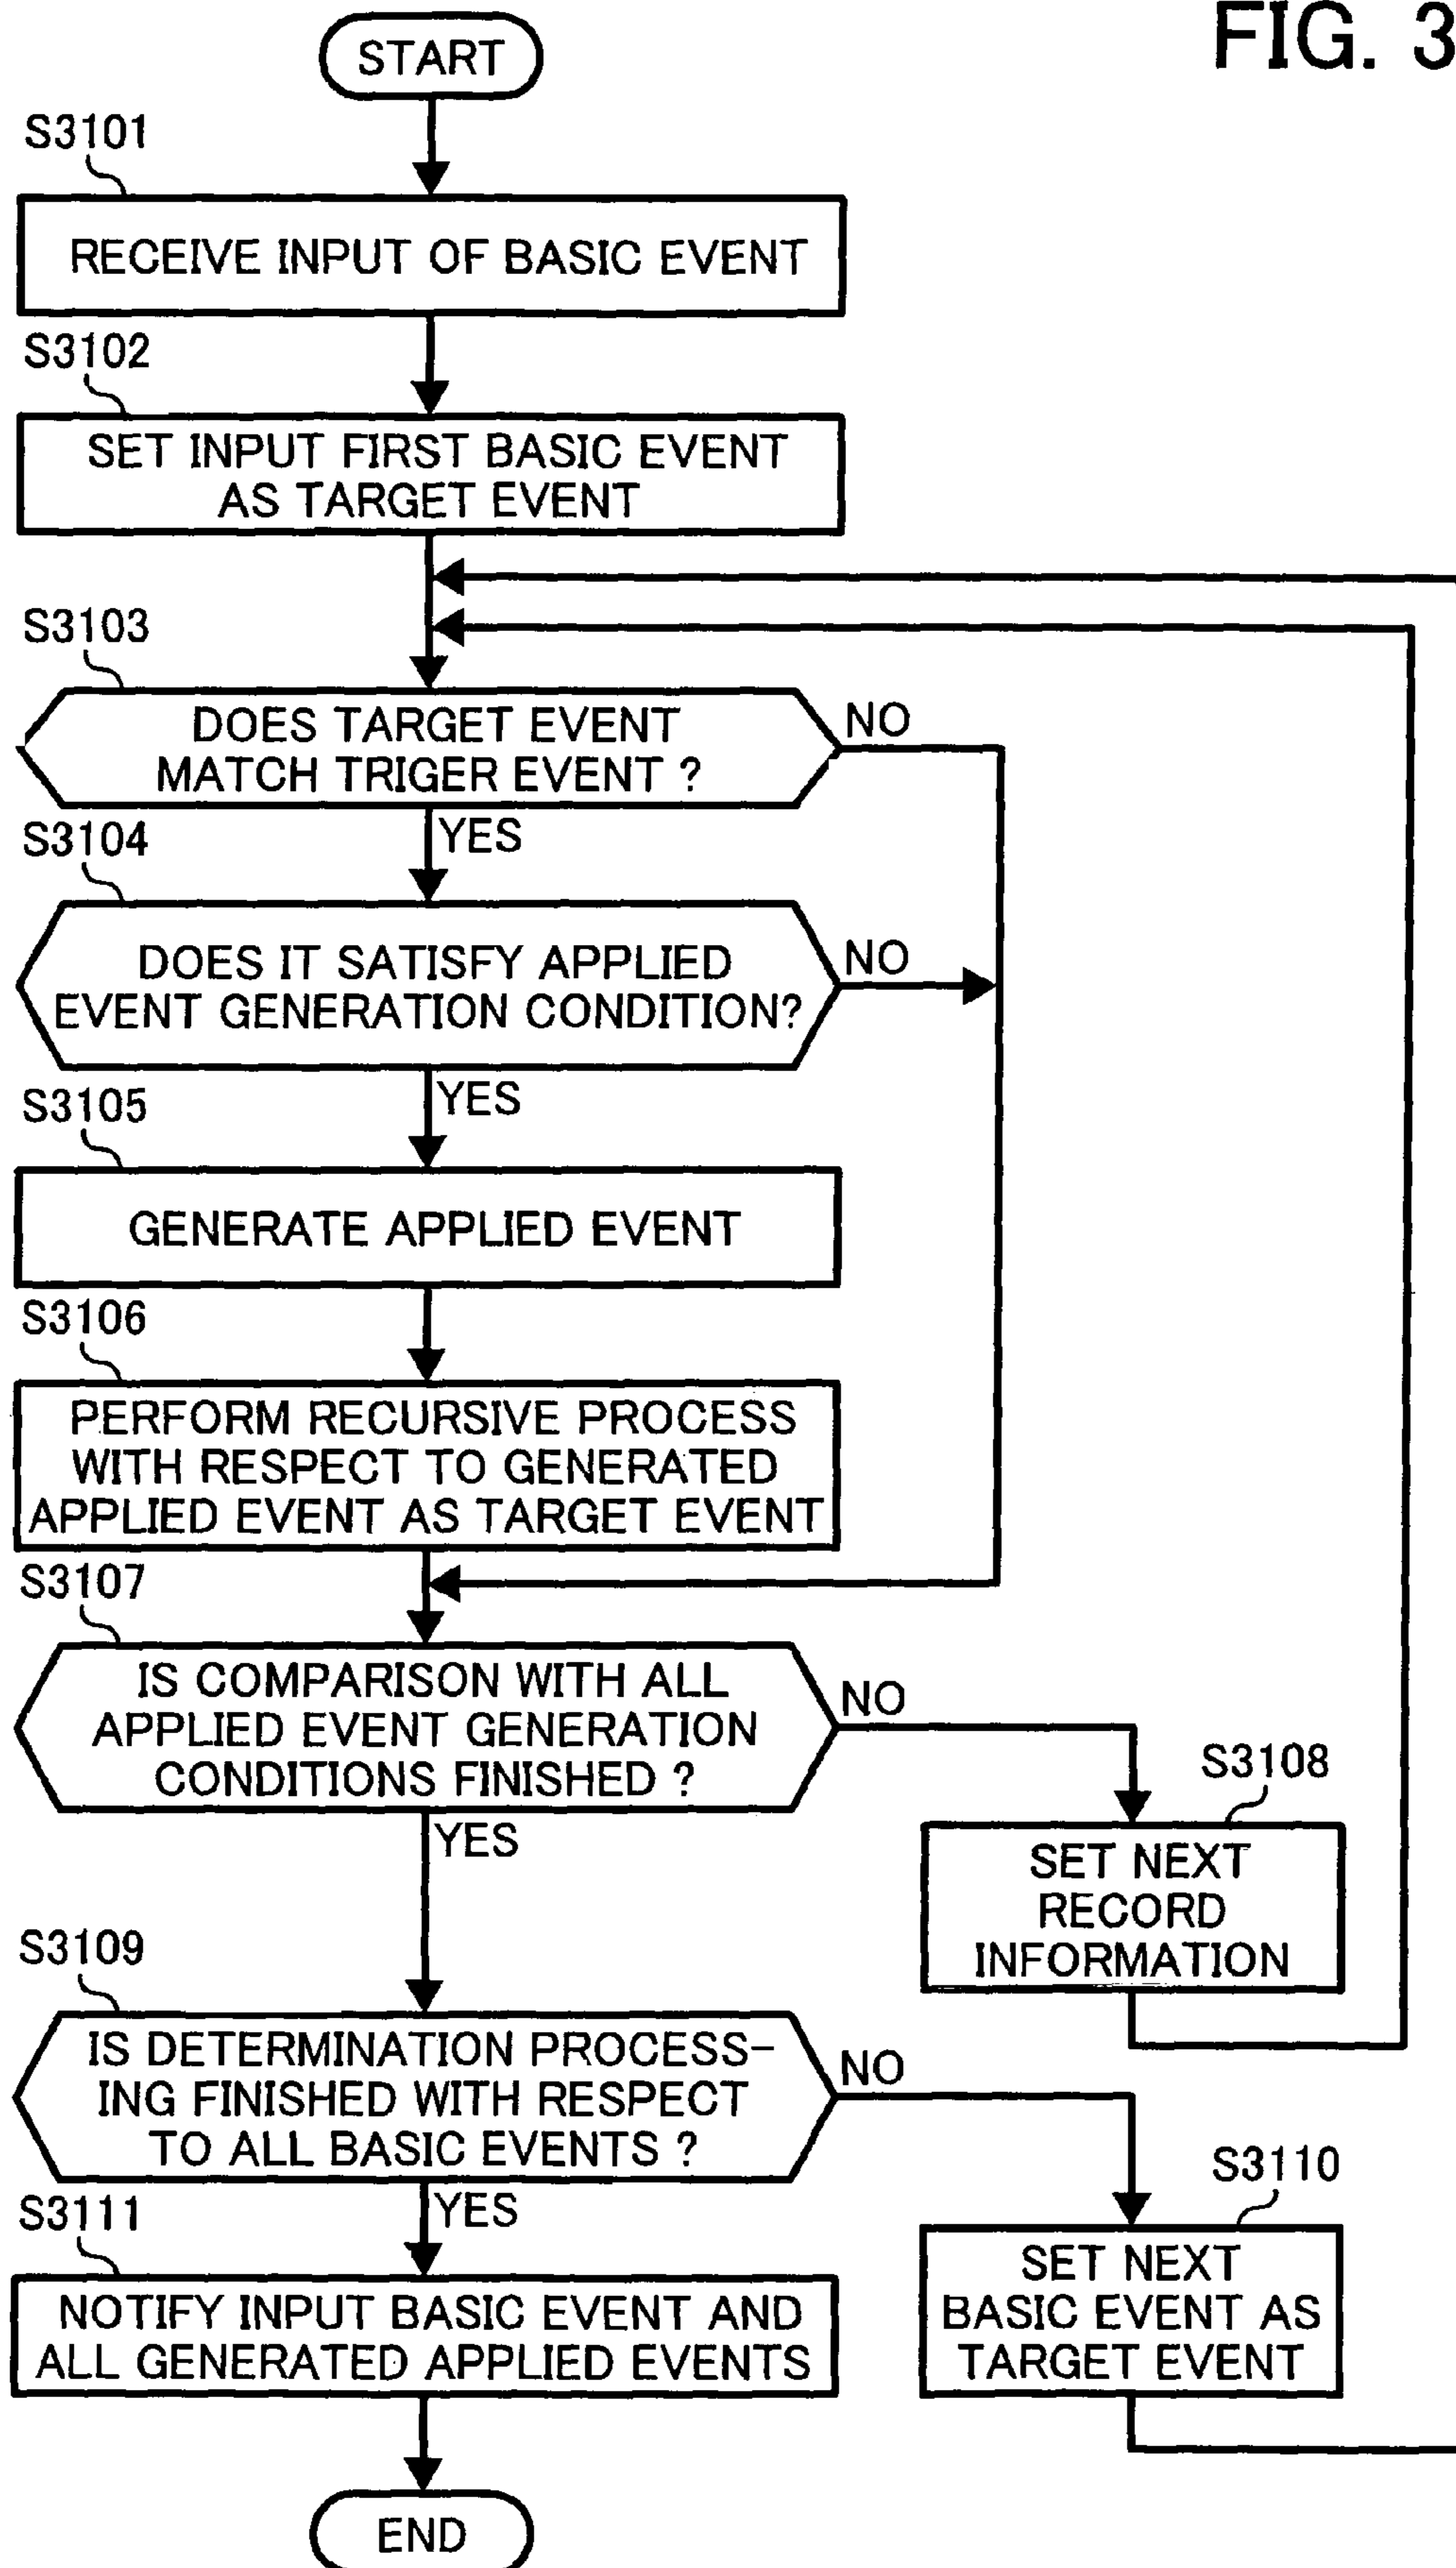 FIG. 3
START
S3101
RECEIVE INPUT OF BASIC EVENT
S3102
SET INPUT FIRST BASIC EVENT
AS TARGET EVENT
S3103
DOES TARGET EVENT
MATCH TRIGER EVENT ?
NO
YES
S3104
DOES IT SATISFY APPLIED
EVENT GENERATION CONDITION?
NO
YES
S3105
GENERATE APPLIED EVENT
S3106
PERFORM RECURSIVE PROCESS
WITH RESPECT TO GENERATED
APPLIED EVENT AS TARGET EVENT
S3107
IS COMPARISON WITH ALL
APPLIED EVENT GENERATION
CONDITIONS FINISHED ?
NO
YES
S3108
SET NEXT
RECORD
INFORMATION
S3109
IS DETERMINATION PROCESS-
ING FINISHED WITH RESPECT
TO ALL BASIC EVENTS ?
NO
YES
S3110
SET NEXT
BASIC EVENT AS
TARGET EVENT
S3111
NOTIFY INPUT BASIC EVENT AND
ALL GENERATED APPLIED EVENTS
END